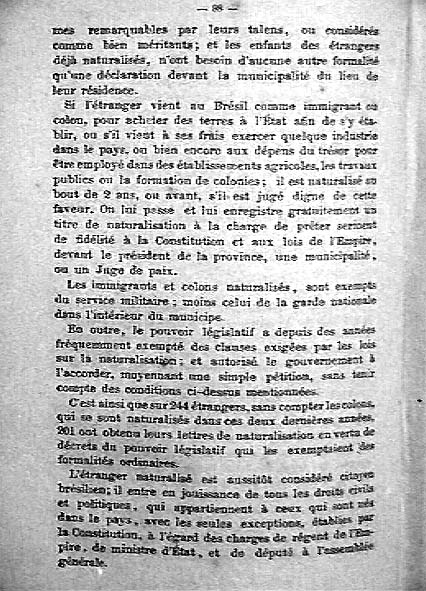 — 88 —
mes remarquables par leurs talens, ou considérés
comme bien méritants; et les enfants des étrangers
déjà naturalisés, n'ont besoin d'aucune autre formalité
qu'une déclaration devant la municipalité du lieu de
leur résidence.
Si l'étranger vient au Brésil comme immigrant ou
colon, pour acheter des terres à l'État afin de s'y éta-
blir, ou s'il vient à ses frais exercer quelque industrie
dans le pays, ou bien encore aux dépens du trésor pour
être employé dans des établissements agricoles, les travaux
publics ou la formation de colonies; il est naturalisé au
bout de 2 ans, ou avant, s'il est jugé digne de cette
faveur. On lui passe et lui enregistre gratuitement un
titre de naturalisation à la charge de prêter serment
de fidélité à la Constitution et aux lois de l'Empire,
devant le président de la province, une municipalité,
ou un Juge de paix.
Les immigrants et colons naturalisés, sont exempts
du service militaire; moins celui de la garde nationale
dans l'intérieur du municipe.
En outre, le pouvoir législatif a depuis des années
fréquemment exempté des clauses exigées par les lois
sur la naturalisation; et autorisé le gouvernement à
l'accorder, moyennant une simple pétition, sans tenir
compte des conditions ci-dessus mentionnées.
C'est ainsi que sur 244 étrangers, sans compter les colons,
qui se sont naturalisés dans ces deux dernières années,
201 ont obtenu leurs lettres de naturalisation en vertu de
décrets du pouvoir législatif qui les exemptaient des
formalités ordinaires.
L'étranger naturalisé est aussitôt considéré citoyen
brésilien; il entre en jouissance de tous les droits civils
et politiques, qui appartiennent à ceux qui sont nés
dans le pays, avec les seules exceptions, établies par
la Constitution, à l'égard des charges de régent de l'Em-
pire, de ministre d'État, et de député à l'assemblée
générale.